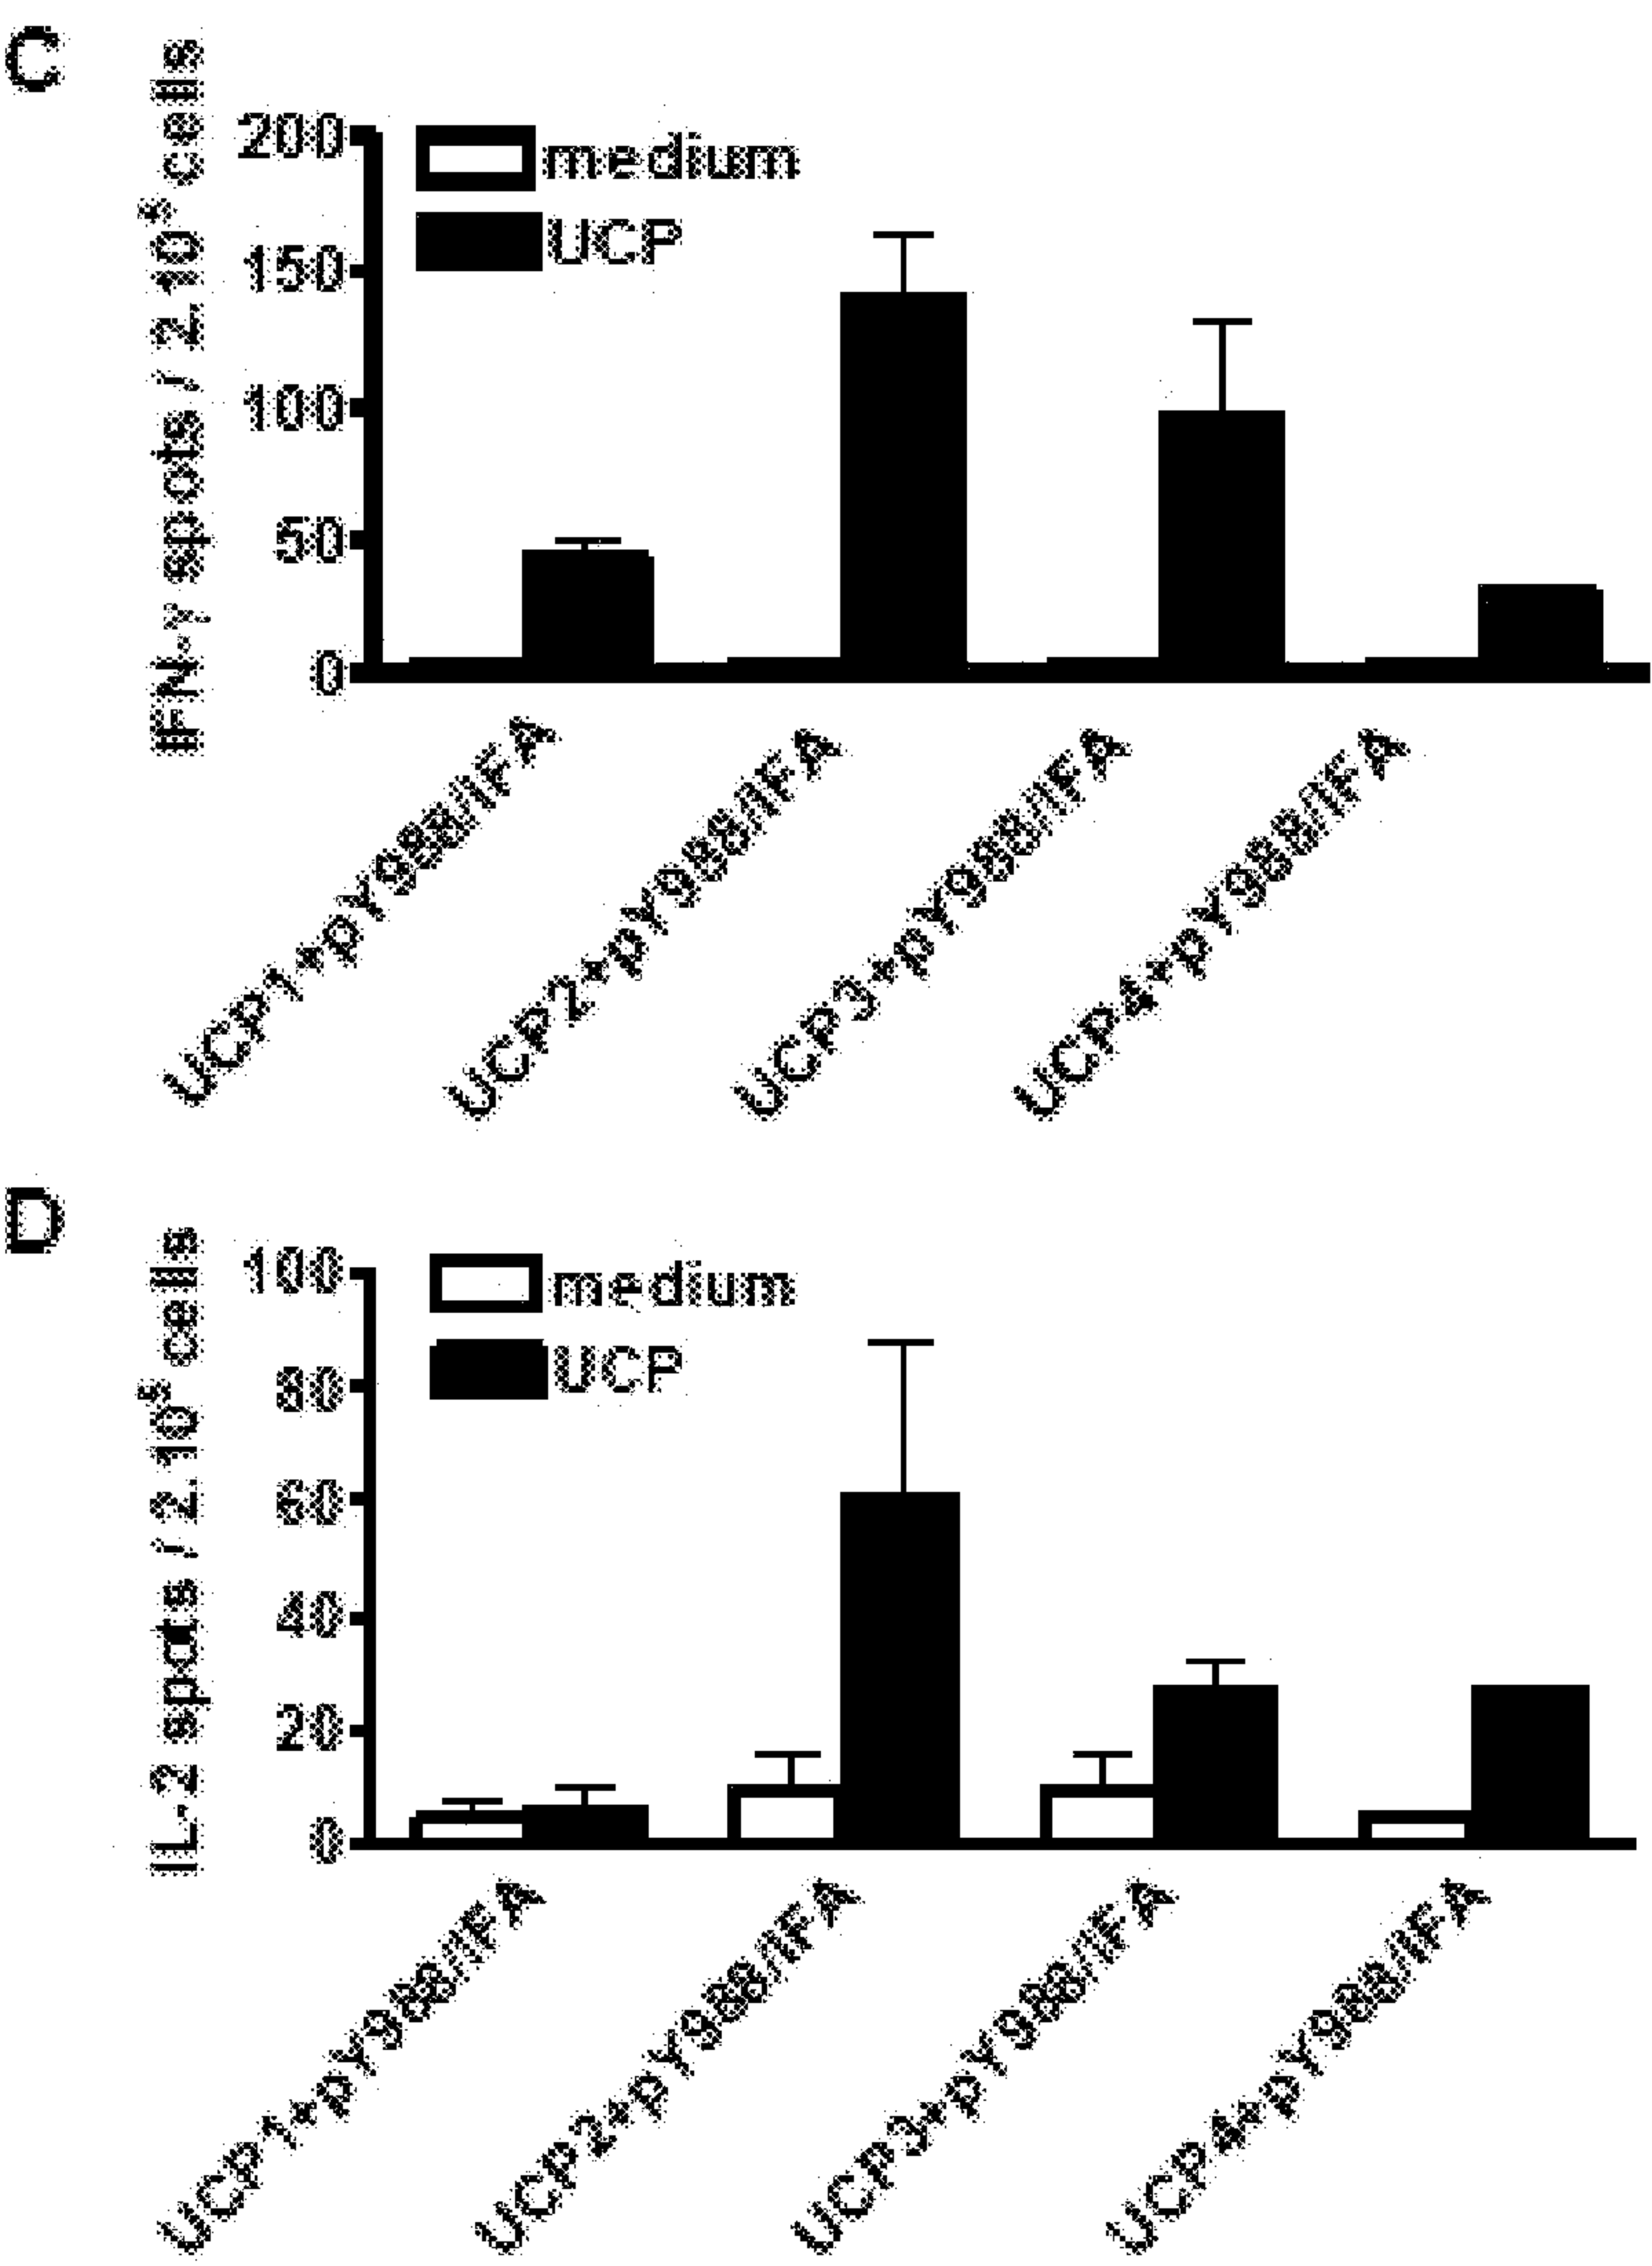 C
IFN-γ spots / 2.10⁵ cells
200
150
100
50
0
medium
UCP
UCP1+pY988/IFA
UCP2+pY988/IFA
UCP3+pY988/IFA
UCP4+pY988/IFA
D
IL-2 spots / 2.10⁵ cells
100
80
60
40
20
0
medium
UCP
UCP1+pY988/IFA
UCP2+pY988/IFA
UCP3+pY988/IFA
UCP4+pY988/IFA